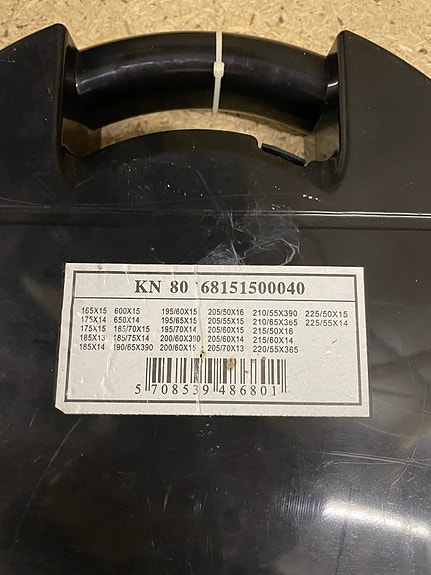 KN 80 68151500040
165X15 600X15 195/60X15 205/50X16 210/55X390 225/50X15
175X14 650X14 195/65X15 205/55X15 210/65X365 225/55X14
175X15 165/70X15 195/70X14 205/60X15 215/50X16
185X13 185/75X14 200/60X390 205/60X14 215/60X14
185X14 190/65X390 200/60X15 205/70X13 220/55X365
5 708539 486801